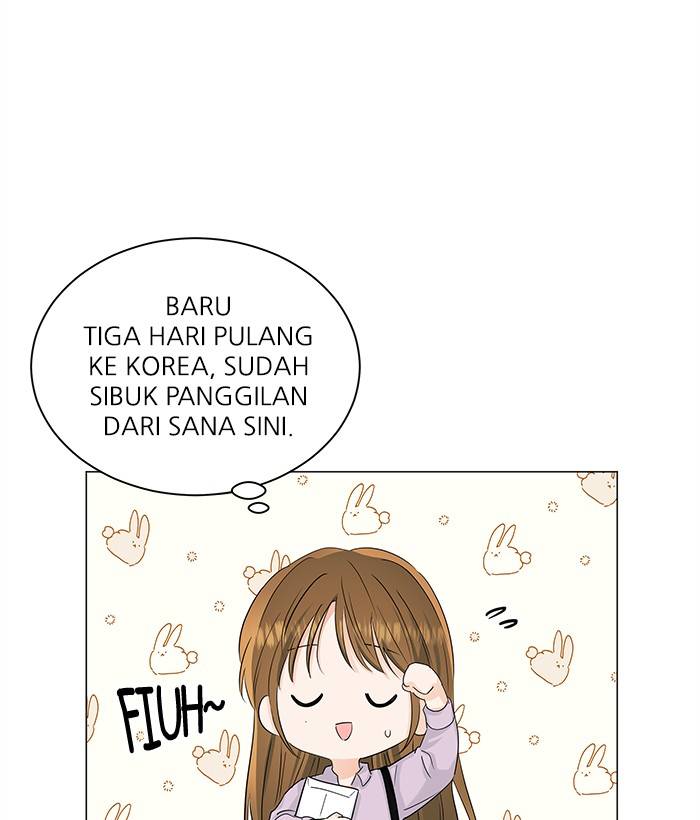 BARU
TIGA HARI PULANG
KE KOREA, SUDAH
SIBUK PANGGILAN
DARI SANA SINI.
FIUH~